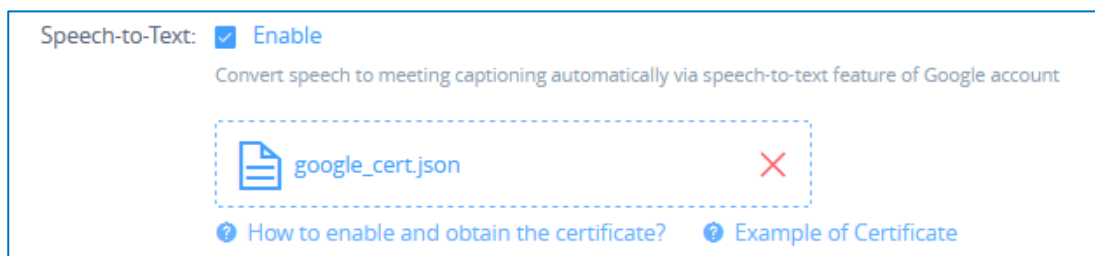 Speech-to-Text: Enable
Convert speech to meeting captioning automatically via speech-to-text feature of Google account
google_cert.json
How to enable and obtain the certificate? Example of Certificate